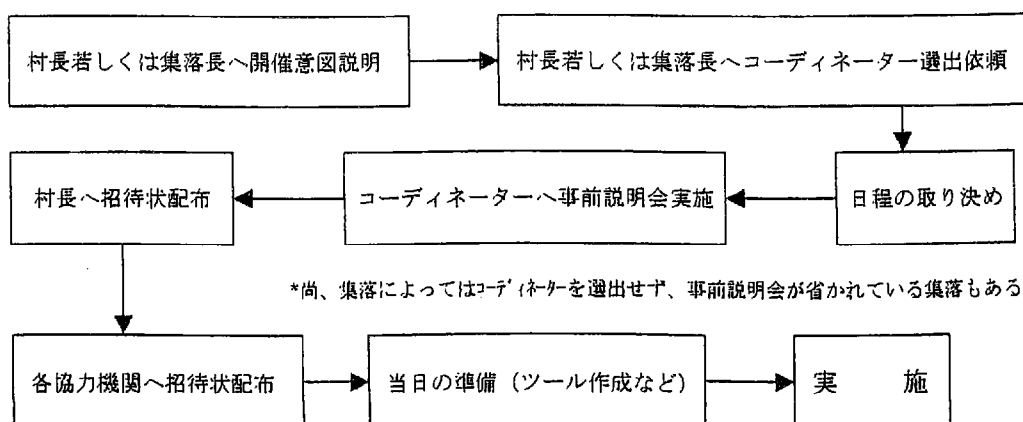 村長若しくは集落長へ開催意図説明
村長若しくは集落長へコーディネーター選出依頼
日程の取り決め
コーディネーターへ事前説明会実施
村長へ招待状配布
*尚、集落によってはｺｰﾃﾞｨﾈｰﾀｰを選出せず、事前説明会が省かれている集落もある
各協力機関へ招待状配布
当日の準備（ツール作成など）
実　　施